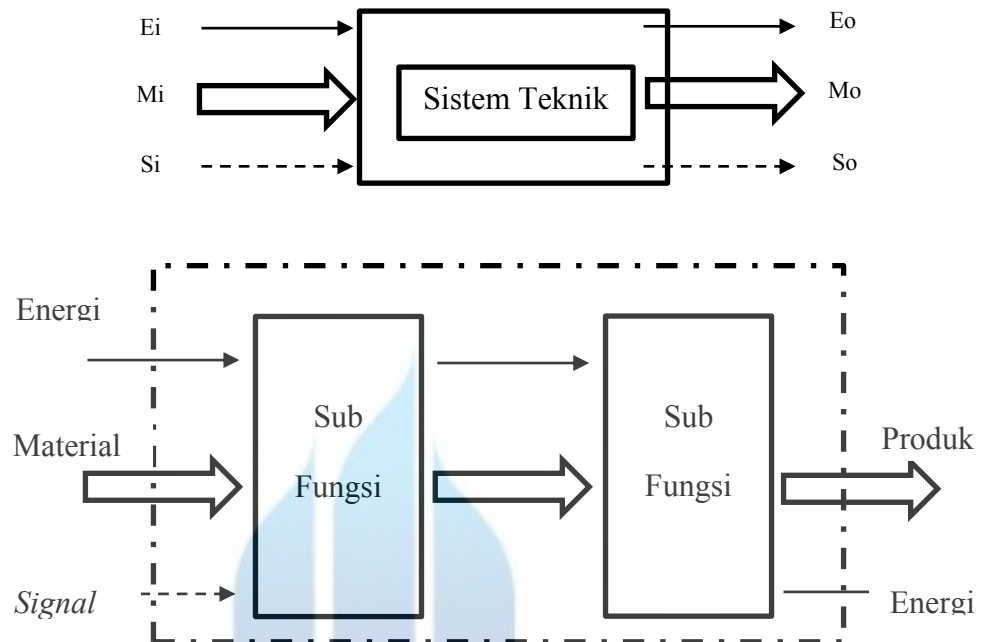 Ei
Eo
Mi
Sistem Teknik
Mo
Si
So
Energi
Sub
Sub
Material
Produk
Fungsi
Fungsi
Signal
Energi